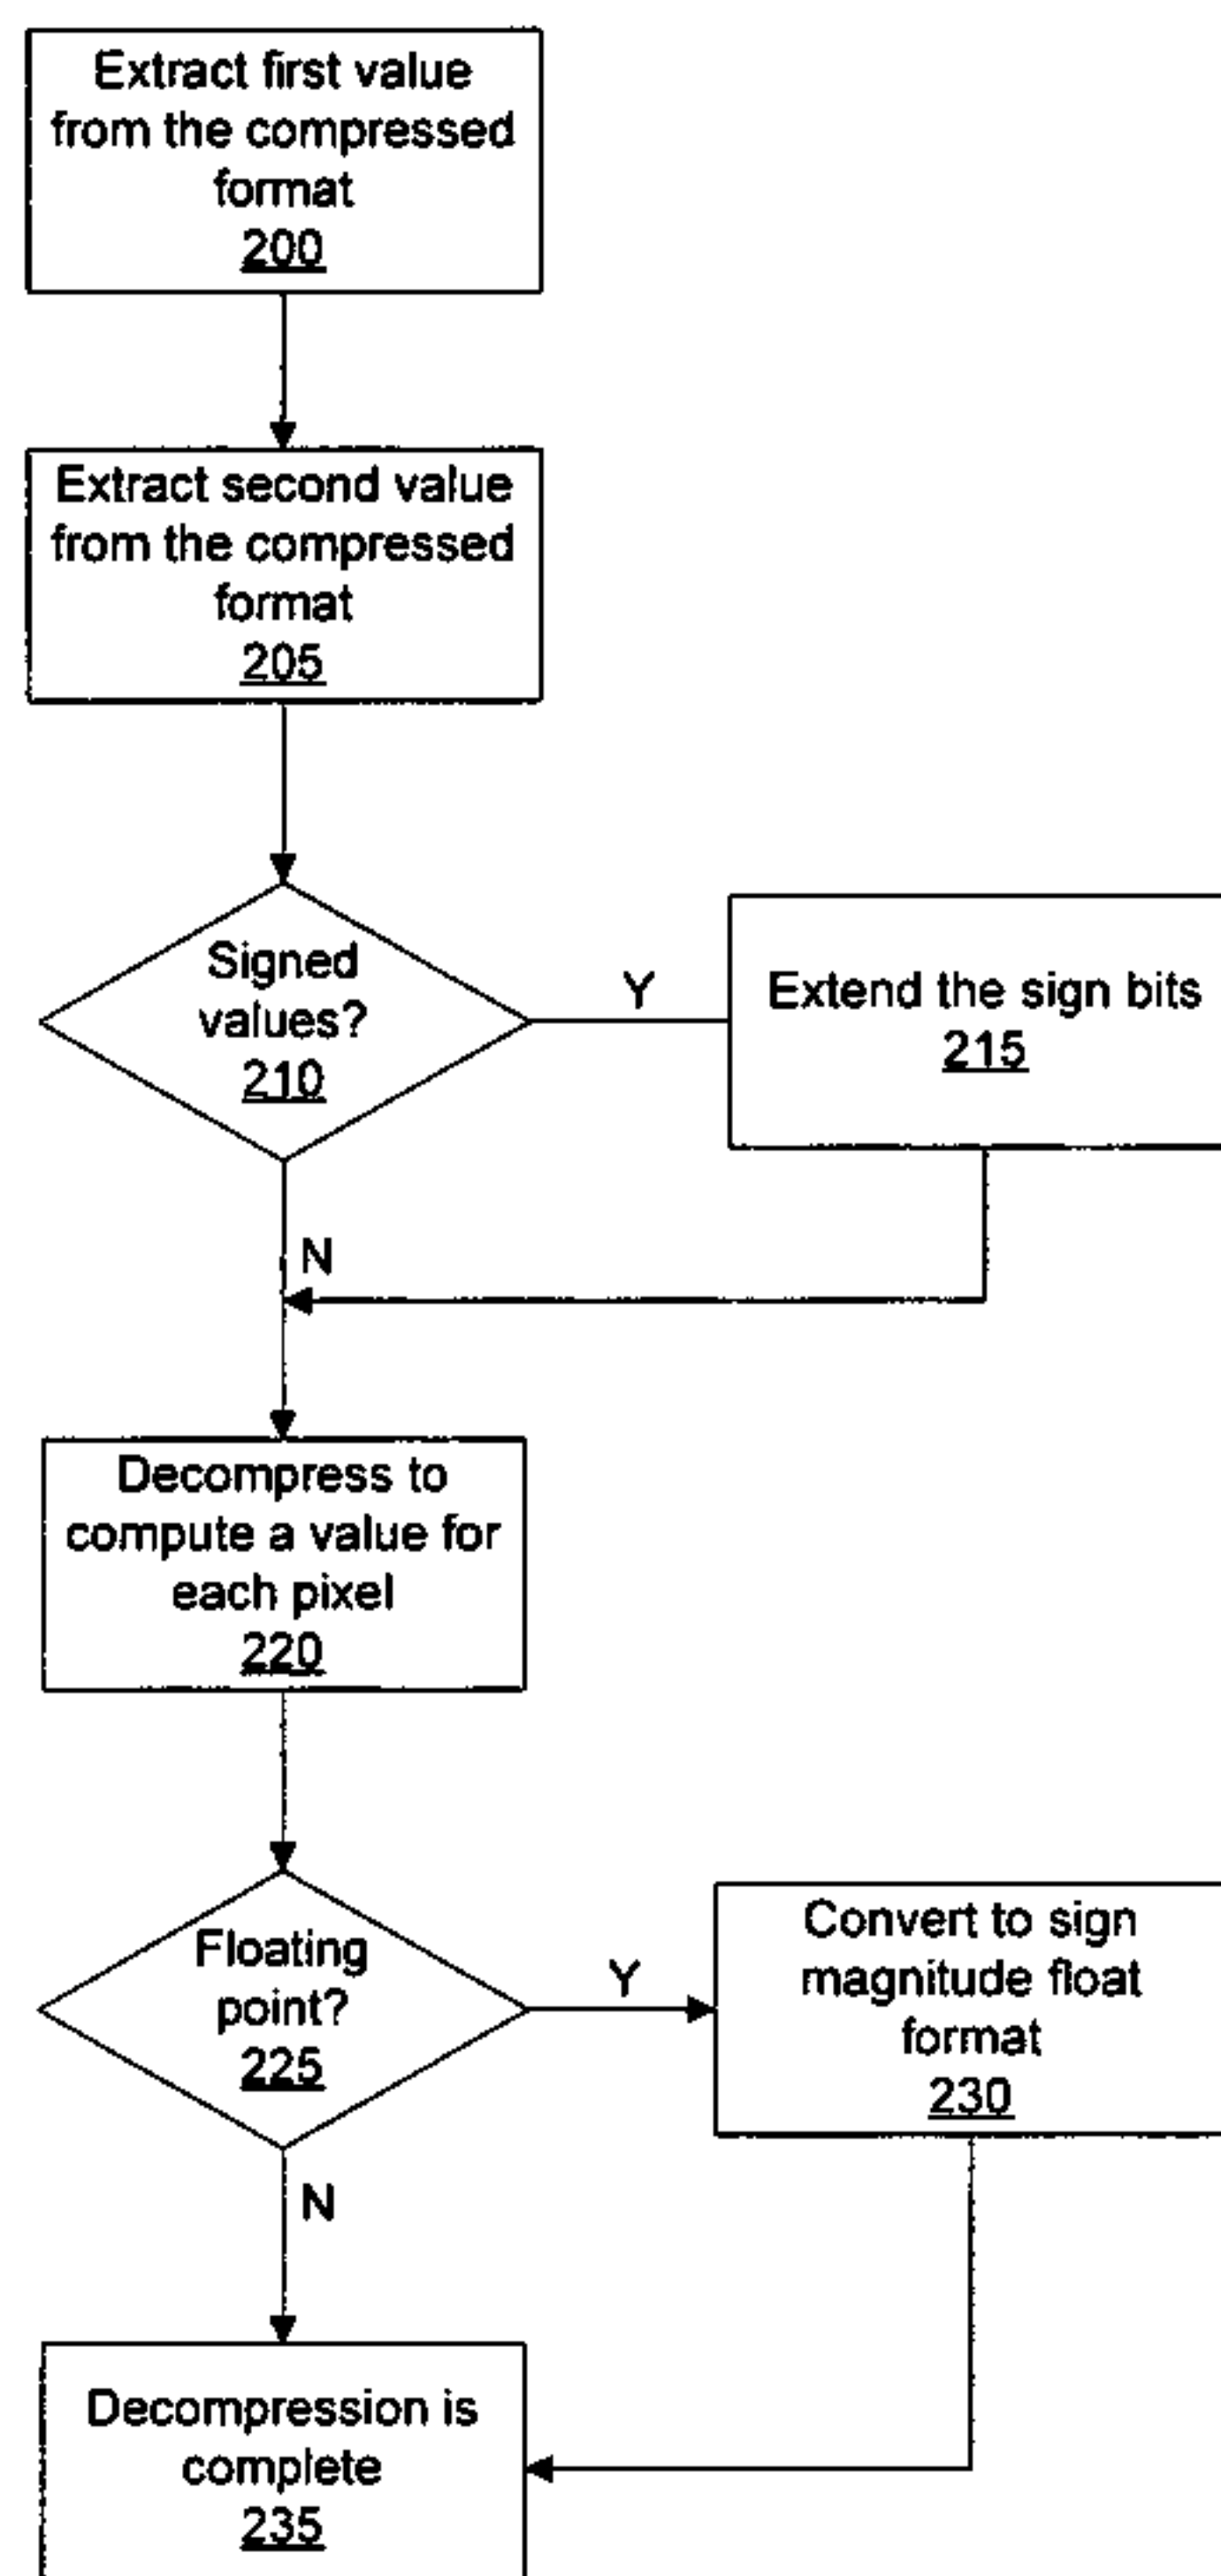 Extract first value
from the compressed
format
200
Extract second value
from the compressed
format
205
Signed
values?
210
Y
Extend the sign bits
215
N
Decompress to
compute a value for
each pixel
220
Floating
point?
225
Y
Convert to sign
magnitude float
format
230
N
Decompression is
complete
235